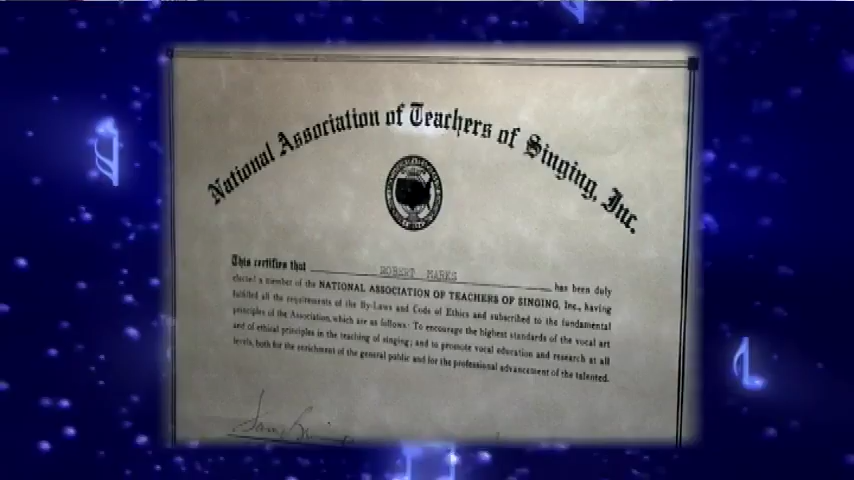 National Association of Teachers of Singing, Inc.
This certifies that ROBERT MARKS has been duly
elected a member of the NATIONAL ASSOCIATION OF TEACHERS OF SINGING, Inc., having
fulfilled all the requirements of the By-Laws and Code of Ethics and subscribed to the fundamental
principles of the Association, which are as follows: To encourage the highest standards of the vocal art
and of ethical principles in the teaching of singing; and to promote vocal education and research at all
levels, both for the enrichment of the general public and for the professional advancement of the talented.